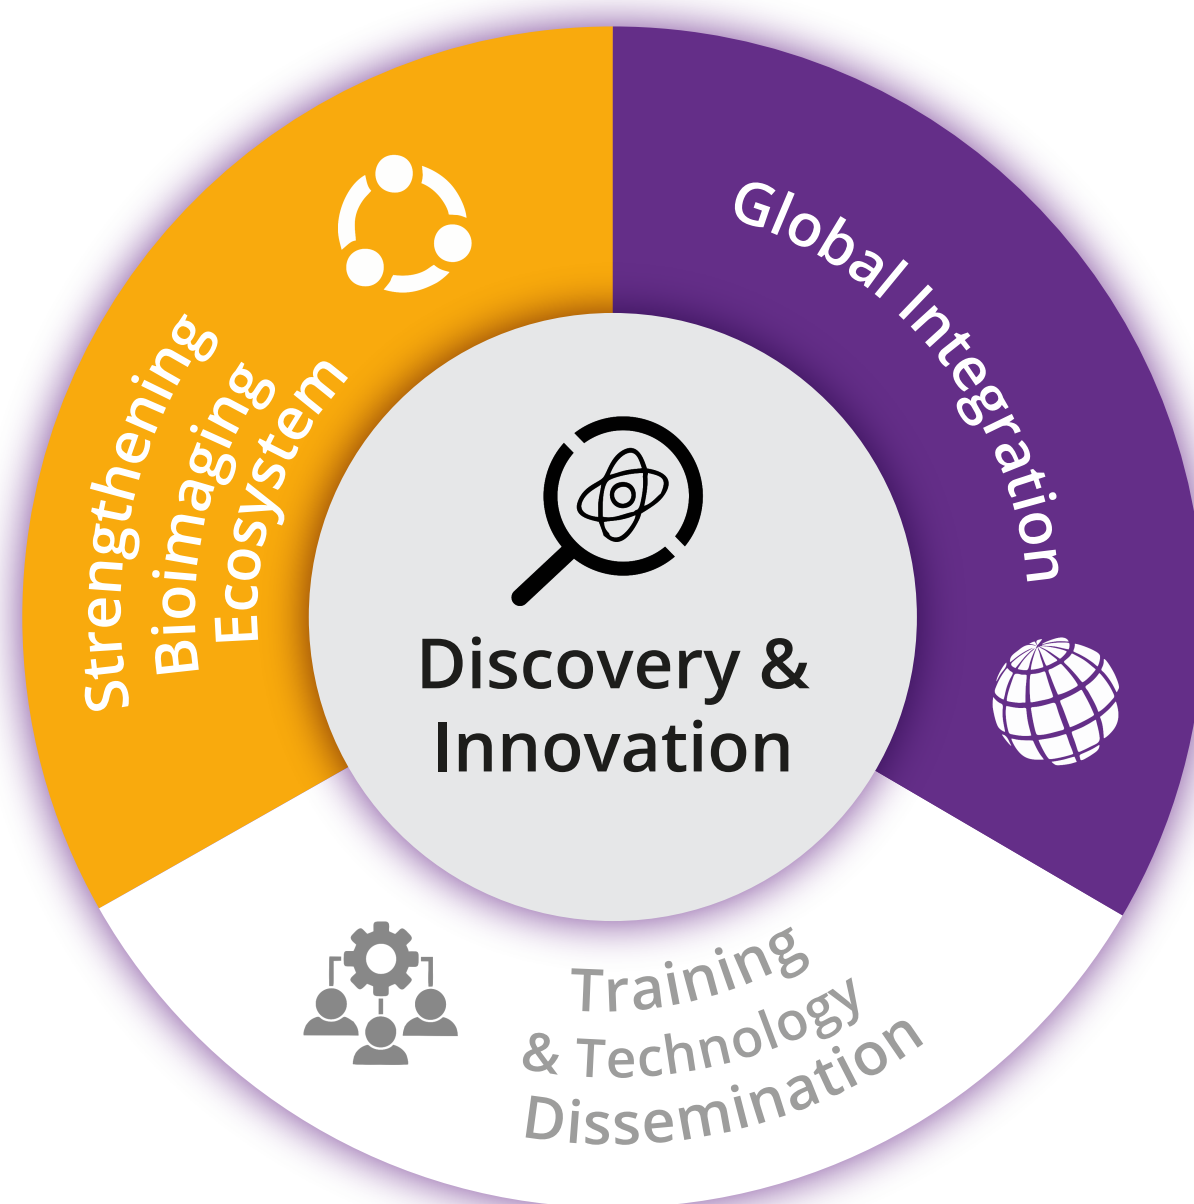 Strengthening
Bioimaging
Ecosystem
Global Integration
Discovery &
Innovation
Training
& Technology
Dissemination